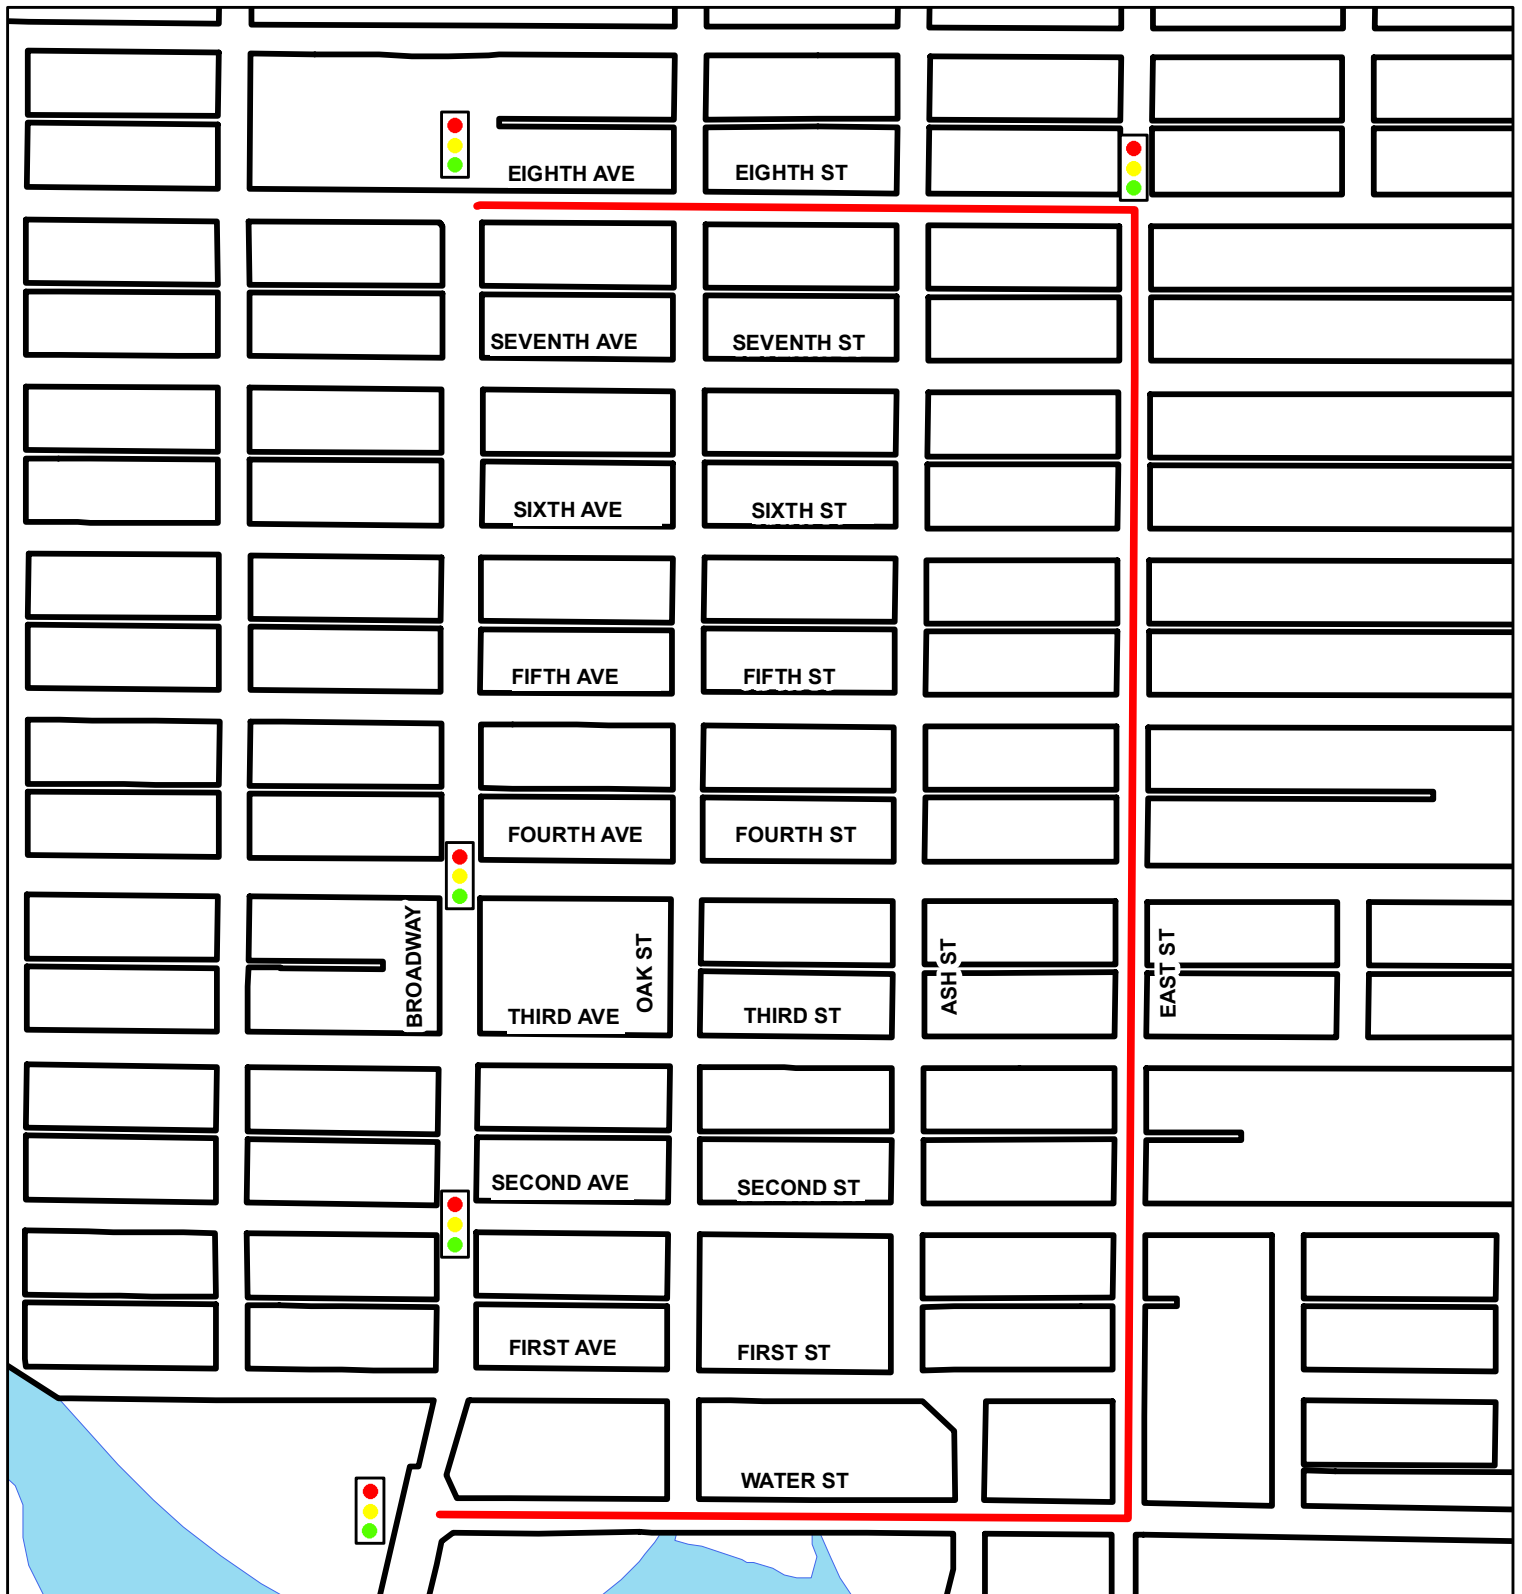 EIGHTH AVE
EIGHTH ST
SEVENTH AVE
SEVENTH ST
SIXTH AVE
SIXTH ST
FIFTH AVE
FIFTH ST
FOURTH AVE
FOURTH ST
BROADWAY
OAK ST
ASH ST
EAST ST
THIRD AVE
THIRD ST
SECOND AVE
SECOND ST
FIRST AVE
FIRST ST
WATER ST